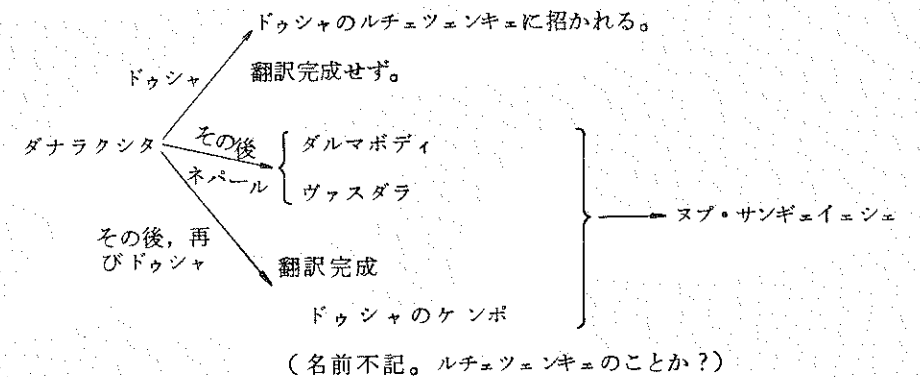 ドゥシャのルチェツェンキェに招かれる。
ドゥシャ
翻訳完成せず。
ダナラクシタ
その後
ネパール
ダルマボディ
ヴァスダラ
ヌプ・サンギェイェシェ
その後,再
びドゥシャ
翻訳完成
ドゥシャのケンポ
(名前不記。ルチェツェンキェのことか?)